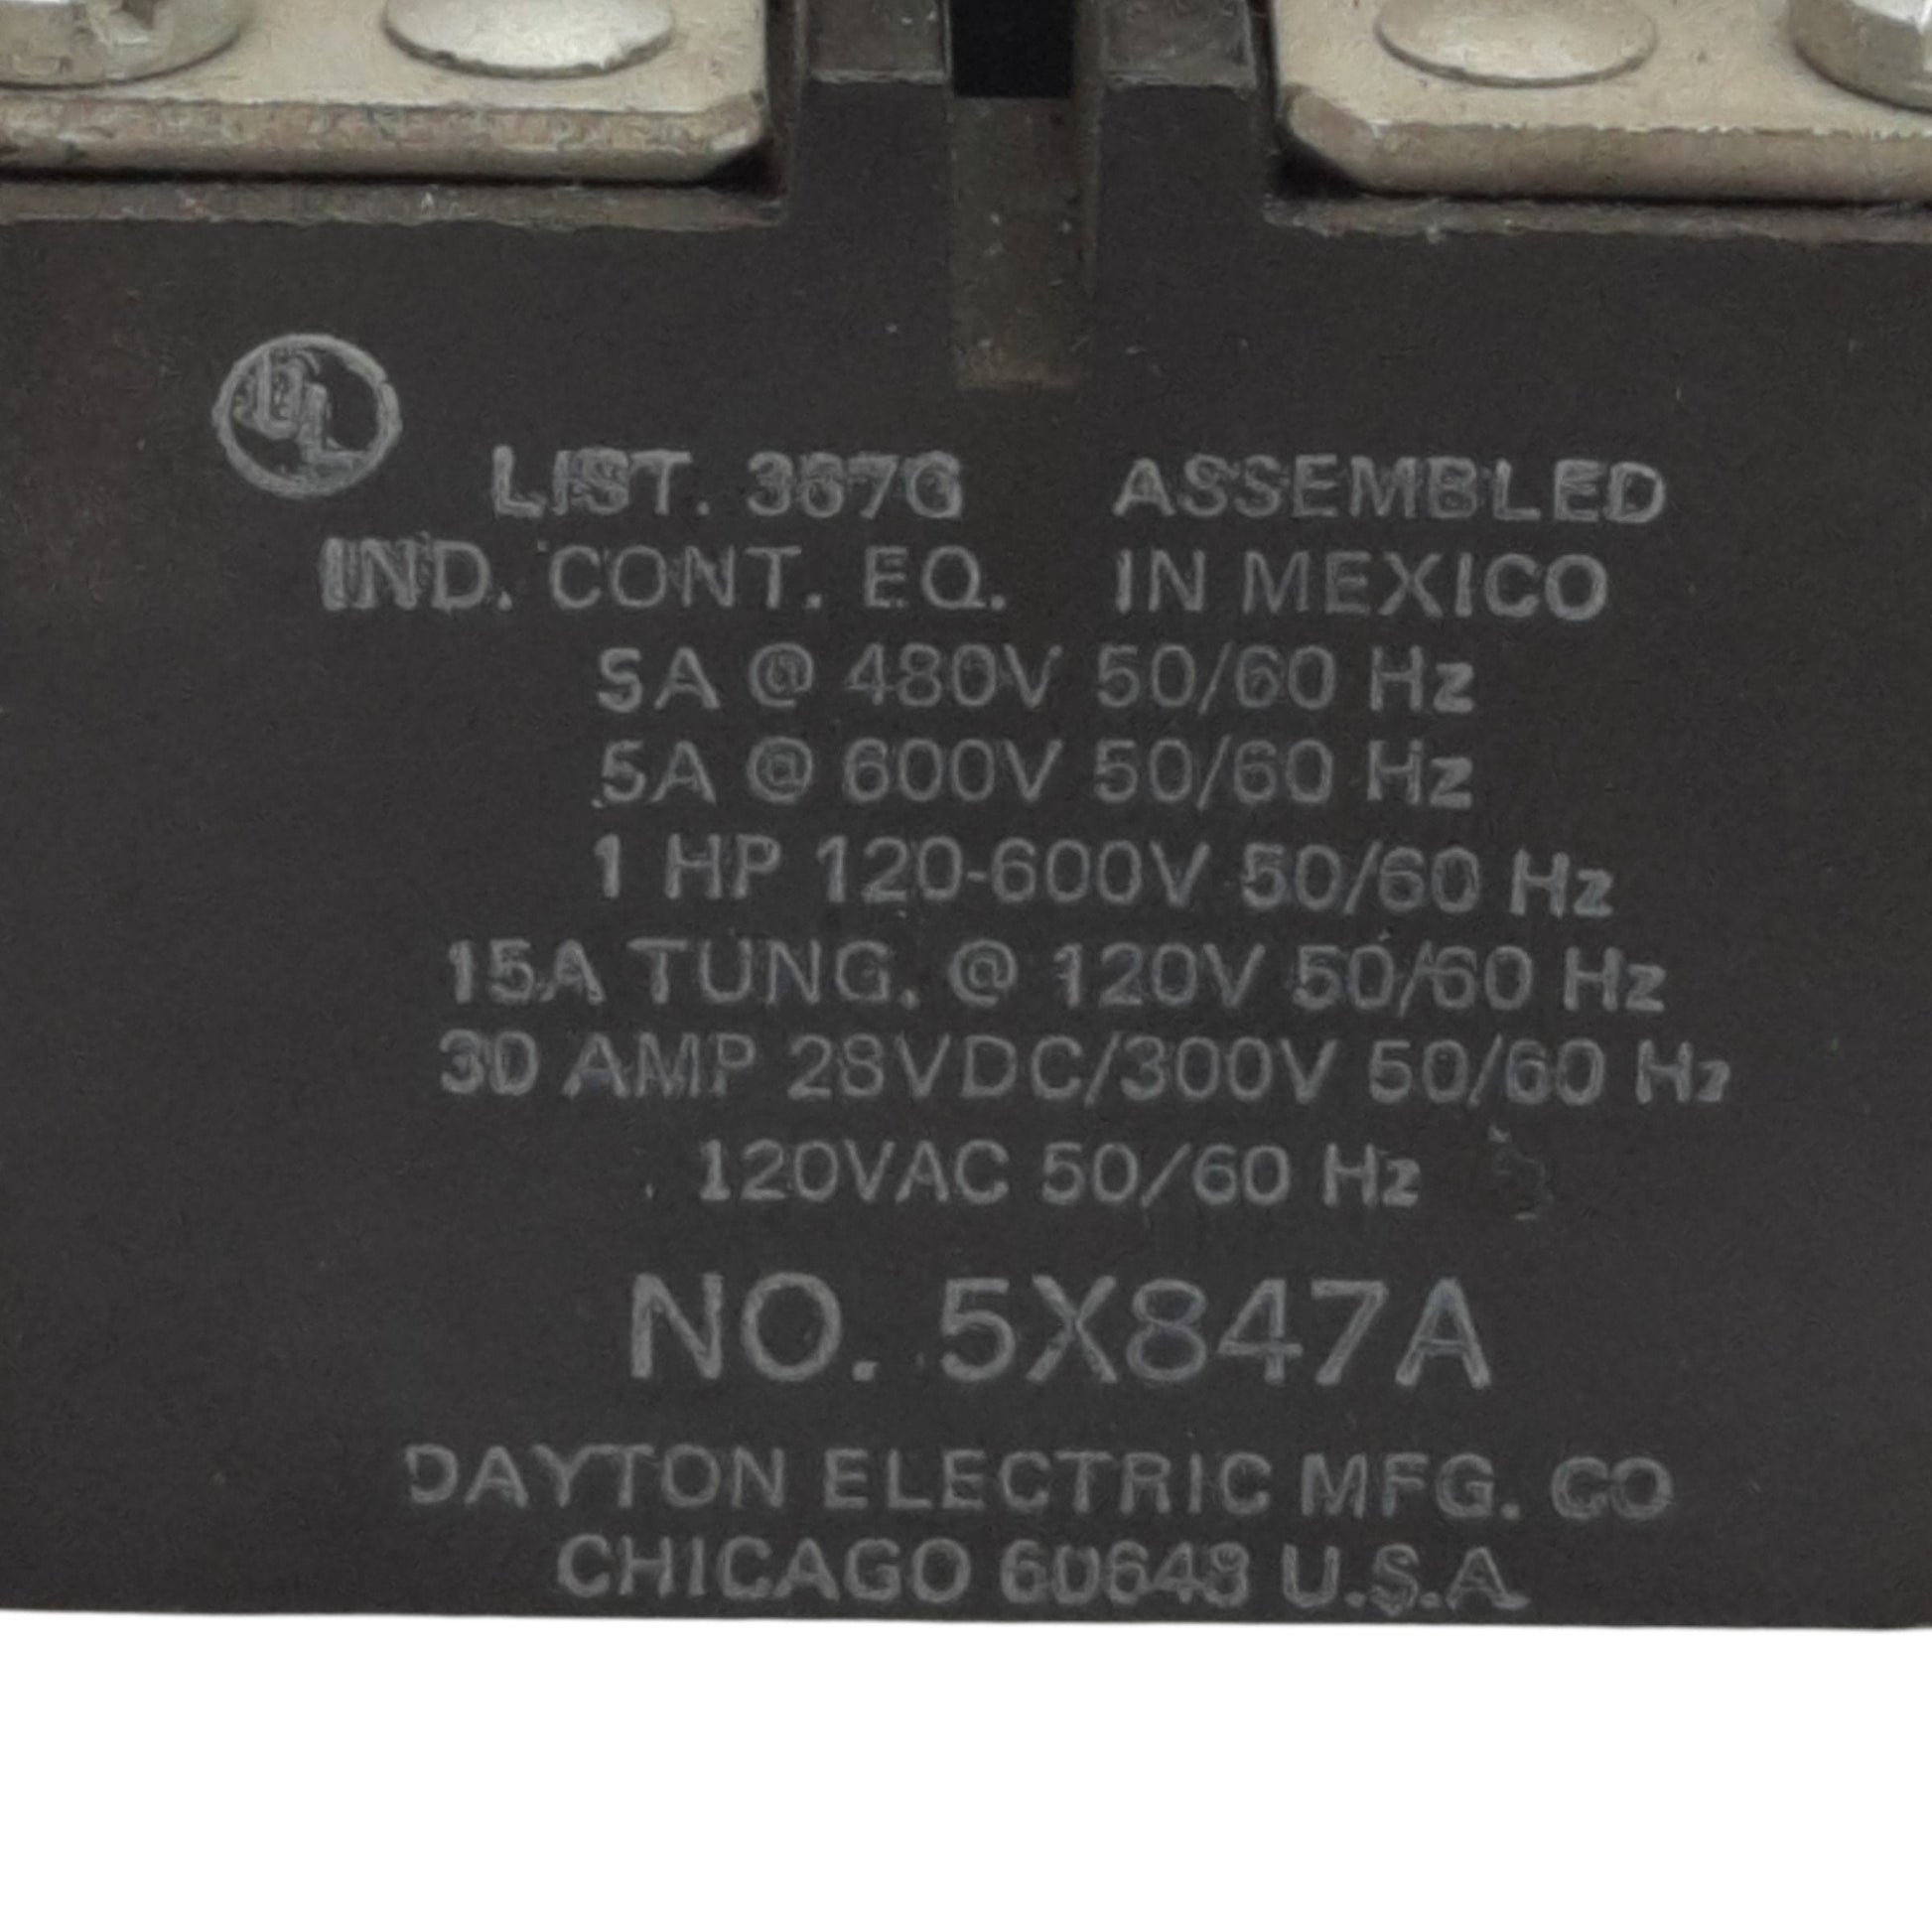 UL
LIST. 367G ASSEMBLED
IND. CONT. EQ. IN MEXICO
5A @ 480V 50/60 Hz
5A @ 600V 50/60 Hz
1 HP 120-600V 50/60 Hz
15A TUNG. @ 120V 50/60 Hz
30 AMP 28VDC/300V 50/60 Hz
120VAC 50/60 Hz
NO. 5X847A
DAYTON ELECTRIC MFG. CO
CHICAGO 60648 U.S.A.